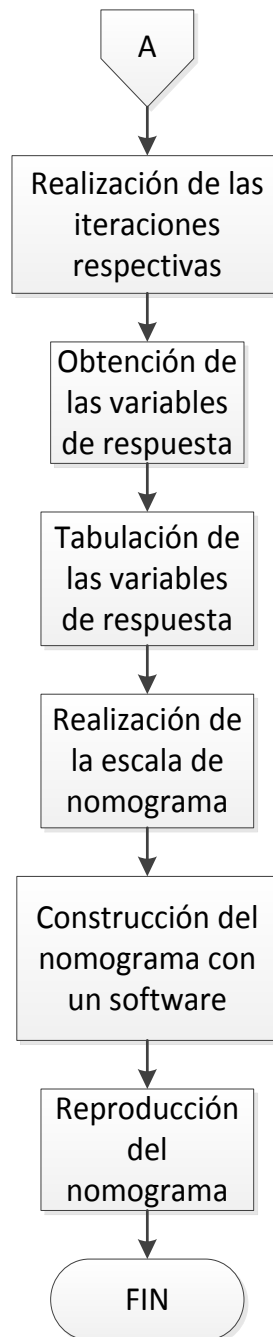 A
Realización de las
iteraciones
respectivas
Obtención de
las variables
de respuesta
Tabulación de
las variables
de respuesta
Realización de
la escala de
nomograma
Construcción del
nomograma con
un software
Reproducción
del
nomograma
FIN